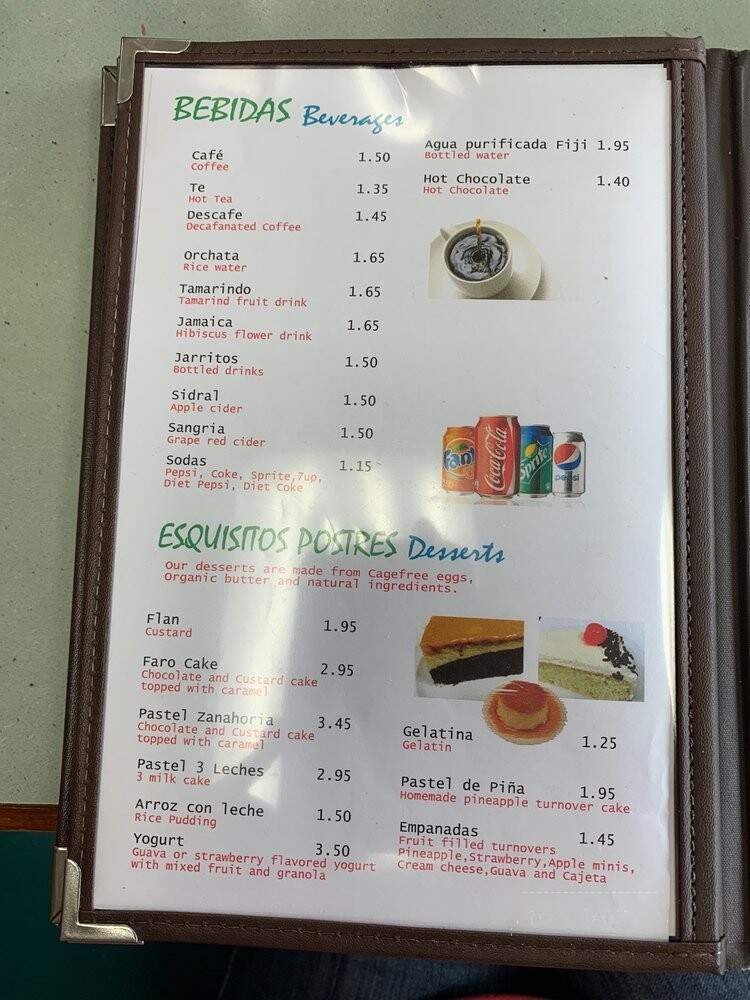 BEBIDAS Beverages
Café 1.50
Coffee
Te 1.35
Hot Tea
Descafe 1.45
Decafanated Coffee
Orchata 1.65
Rice water
Tamarindo 1.65
Tamarind fruit drink
Jamaica 1.65
Hibiscus flower drink
Jarritos 1.50
Bottled drinks
Sidral 1.50
Apple cider
Sangria 1.50
Grape red cider
Sodas 1.15
Pepsi, Coke, Sprite,7up,
Diet Pepsi, Diet Coke
Agua purificada Fiji 1.95
Bottled water
Hot Chocolate 1.40
Hot Chocolate
Fanta
Coca-Cola
Sprite
pepsi
ESQUISITOS POSTRES Desserts
Our desserts are made from Cagefree eggs,
Organic butter and natural ingredients.
Flan 1.95
Custard
Faro Cake 2.95
Chocolate and Custard cake
topped with caramel
Pastel Zanahoria 3.45
Chocolate and Custard cake
topped with caramel
Pastel 3 Leches 2.95
3 milk cake
Arroz con leche 1.50
Rice Pudding
Yogurt 3.50
Guava or strawberry flavored yogurt
with mixed fruit and granola
Gelatina 1.25
Gelatin
Pastel de Piña 1.95
Homemade pineapple turnover cake
Empanadas 1.45
Fruit filled turnovers
Pineapple,Strawberry,Apple minis,
Cream cheese,Guava and Cajeta